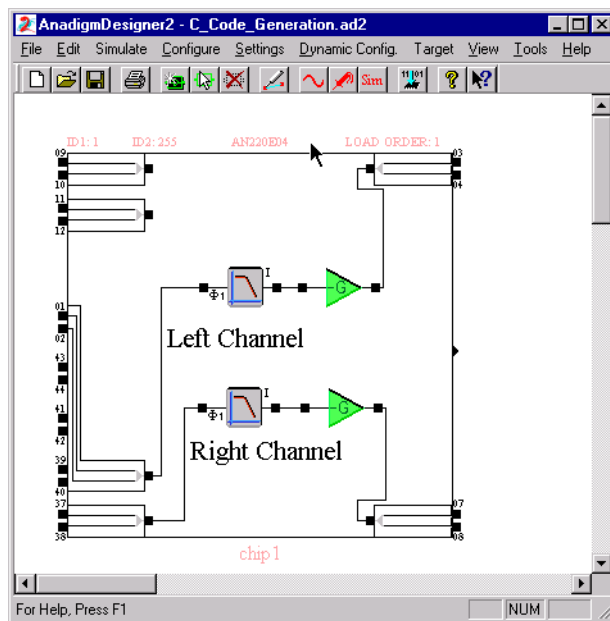 AnadigmDesigner2 - C_Code_Generation.ad2
File Edit Simulate Configure Settings Dynamic Config. Target View Tools Help
Sim 11101
ID1:1 ID2:255 AN220E04 LOAD ORDER:1
09 03
10 04
11
12
I
Φ1 G
01
Left Channel
02
43
44
I
41 Φ1 G
42
Right Channel
39
40
37 07
38 08
chip1
For Help, Press F1 NUM